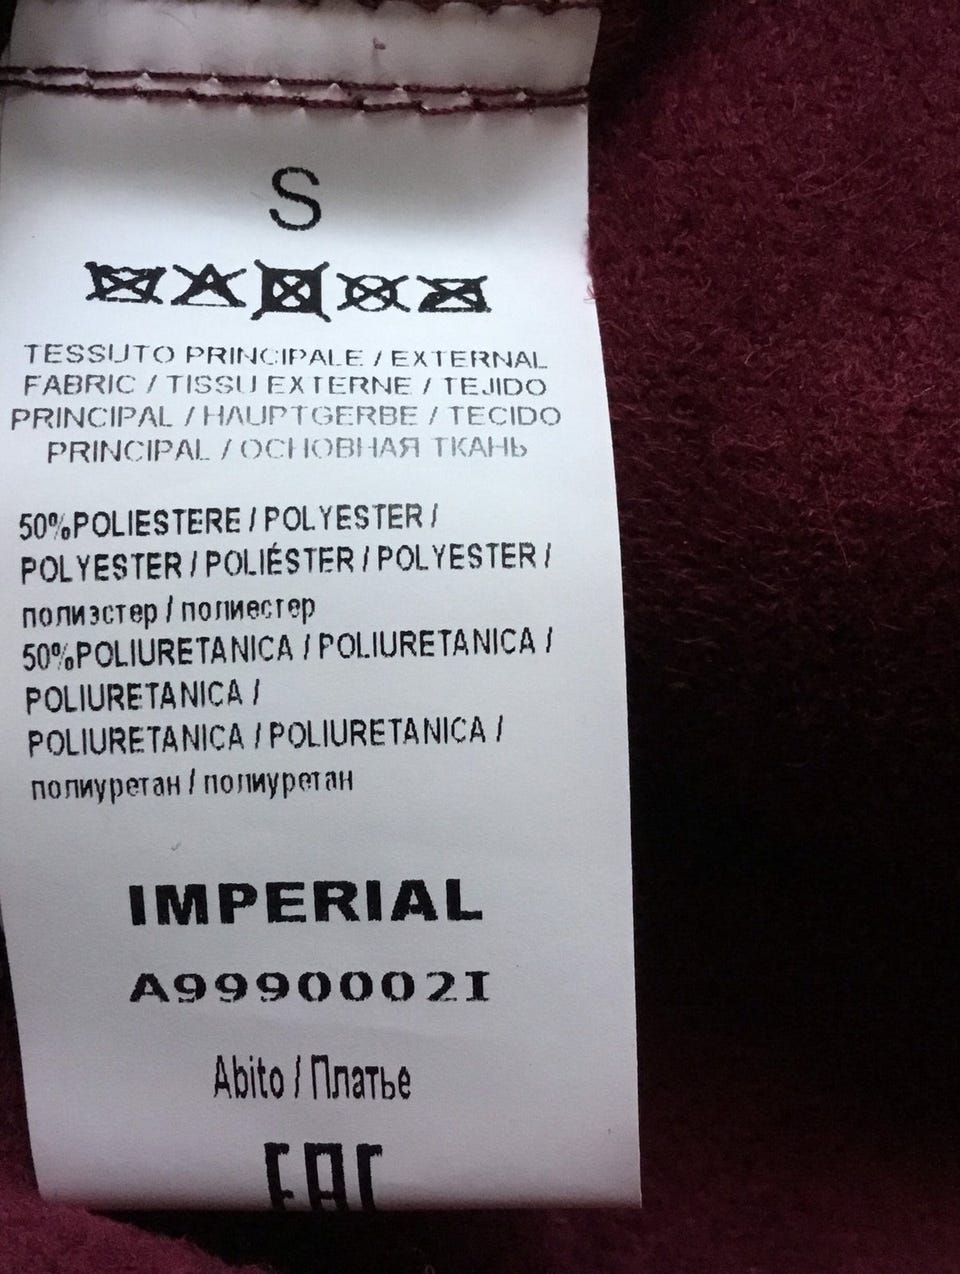 S
TESSUTO PRINCIPALE / EXTERNAL
FABRIC / TISSU EXTERNE / TEJIDO
PRINCIPAL / HAUPTGERBE / TECIDO
PRINCIPAL / ОСНОВНАЯ ТКАНЬ
50%POLIESTERE / POLYESTER /
POLYESTER / POLIÉSTER / POLYESTER /
полиэстер / полиестер
50%POLIURETANICA / POLIURETANICA /
POLIURETANICA /
POLIURETANICA / POLIURETANICA /
полиуретан / полиуретан
IMPERIAL
A9990002I
Abito / Платье
EAC